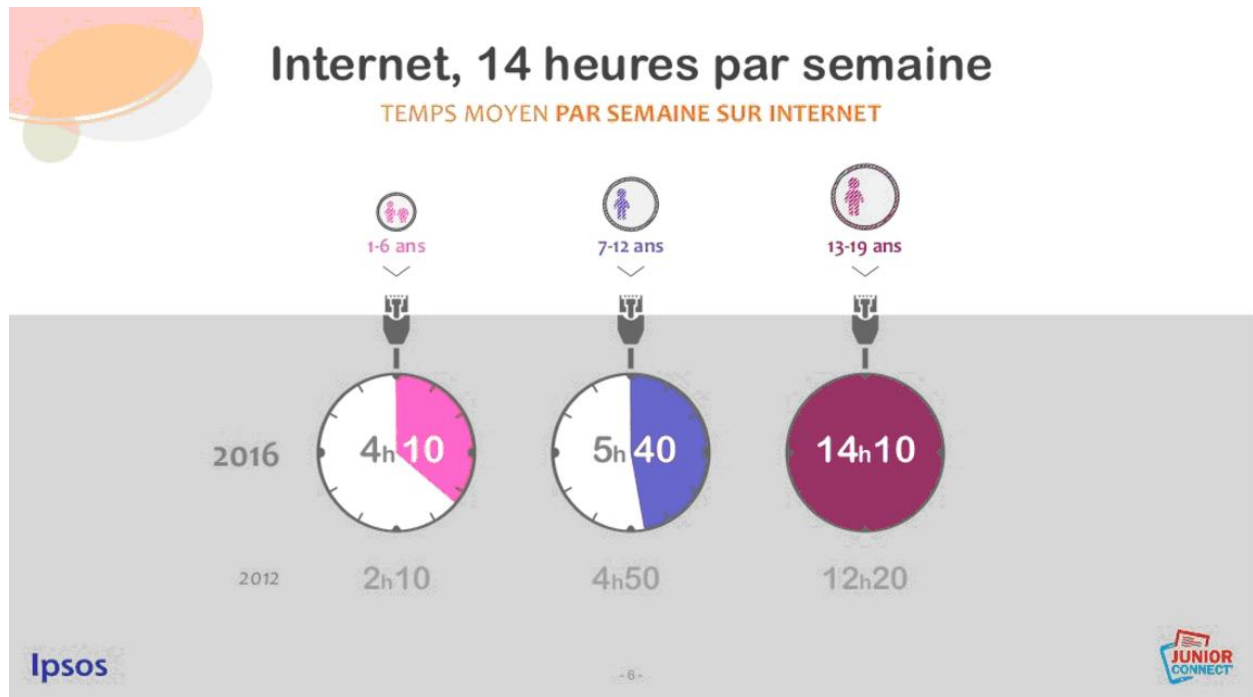 Internet, 14 heures par semaine
TEMPS MOYEN PAR SEMAINE SUR INTERNET
1-6 ans 7-12 ans 13-19 ans
2016 4h10 5h40 14h10
2012 2h10 4h50 12h20
Ipsos
- 6 -
JUNIOR
CONNECT'